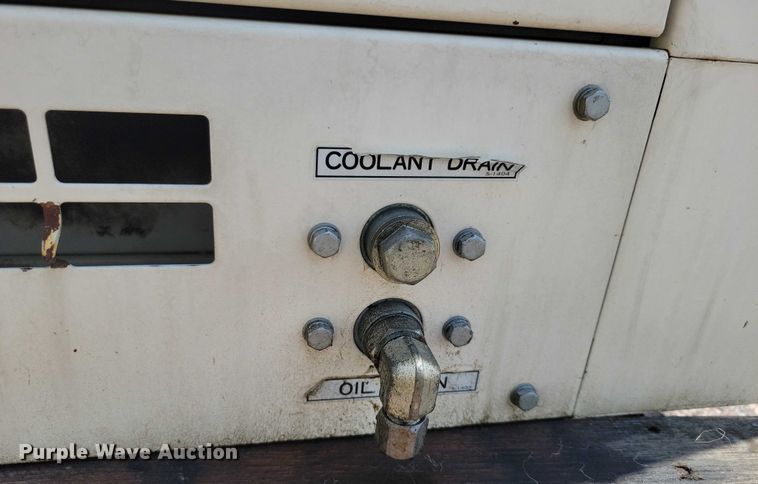 COOLANT DRAIN
S-1404
OIL
Purple Wave Auction